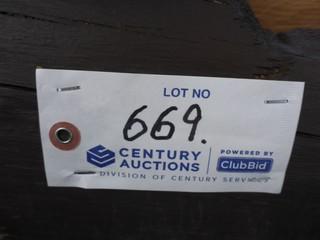 LOT NO
669.
CENTURY AUCTIONS
POWERED BY
ClubBid
DIVISION OF CENTURY SERVICES